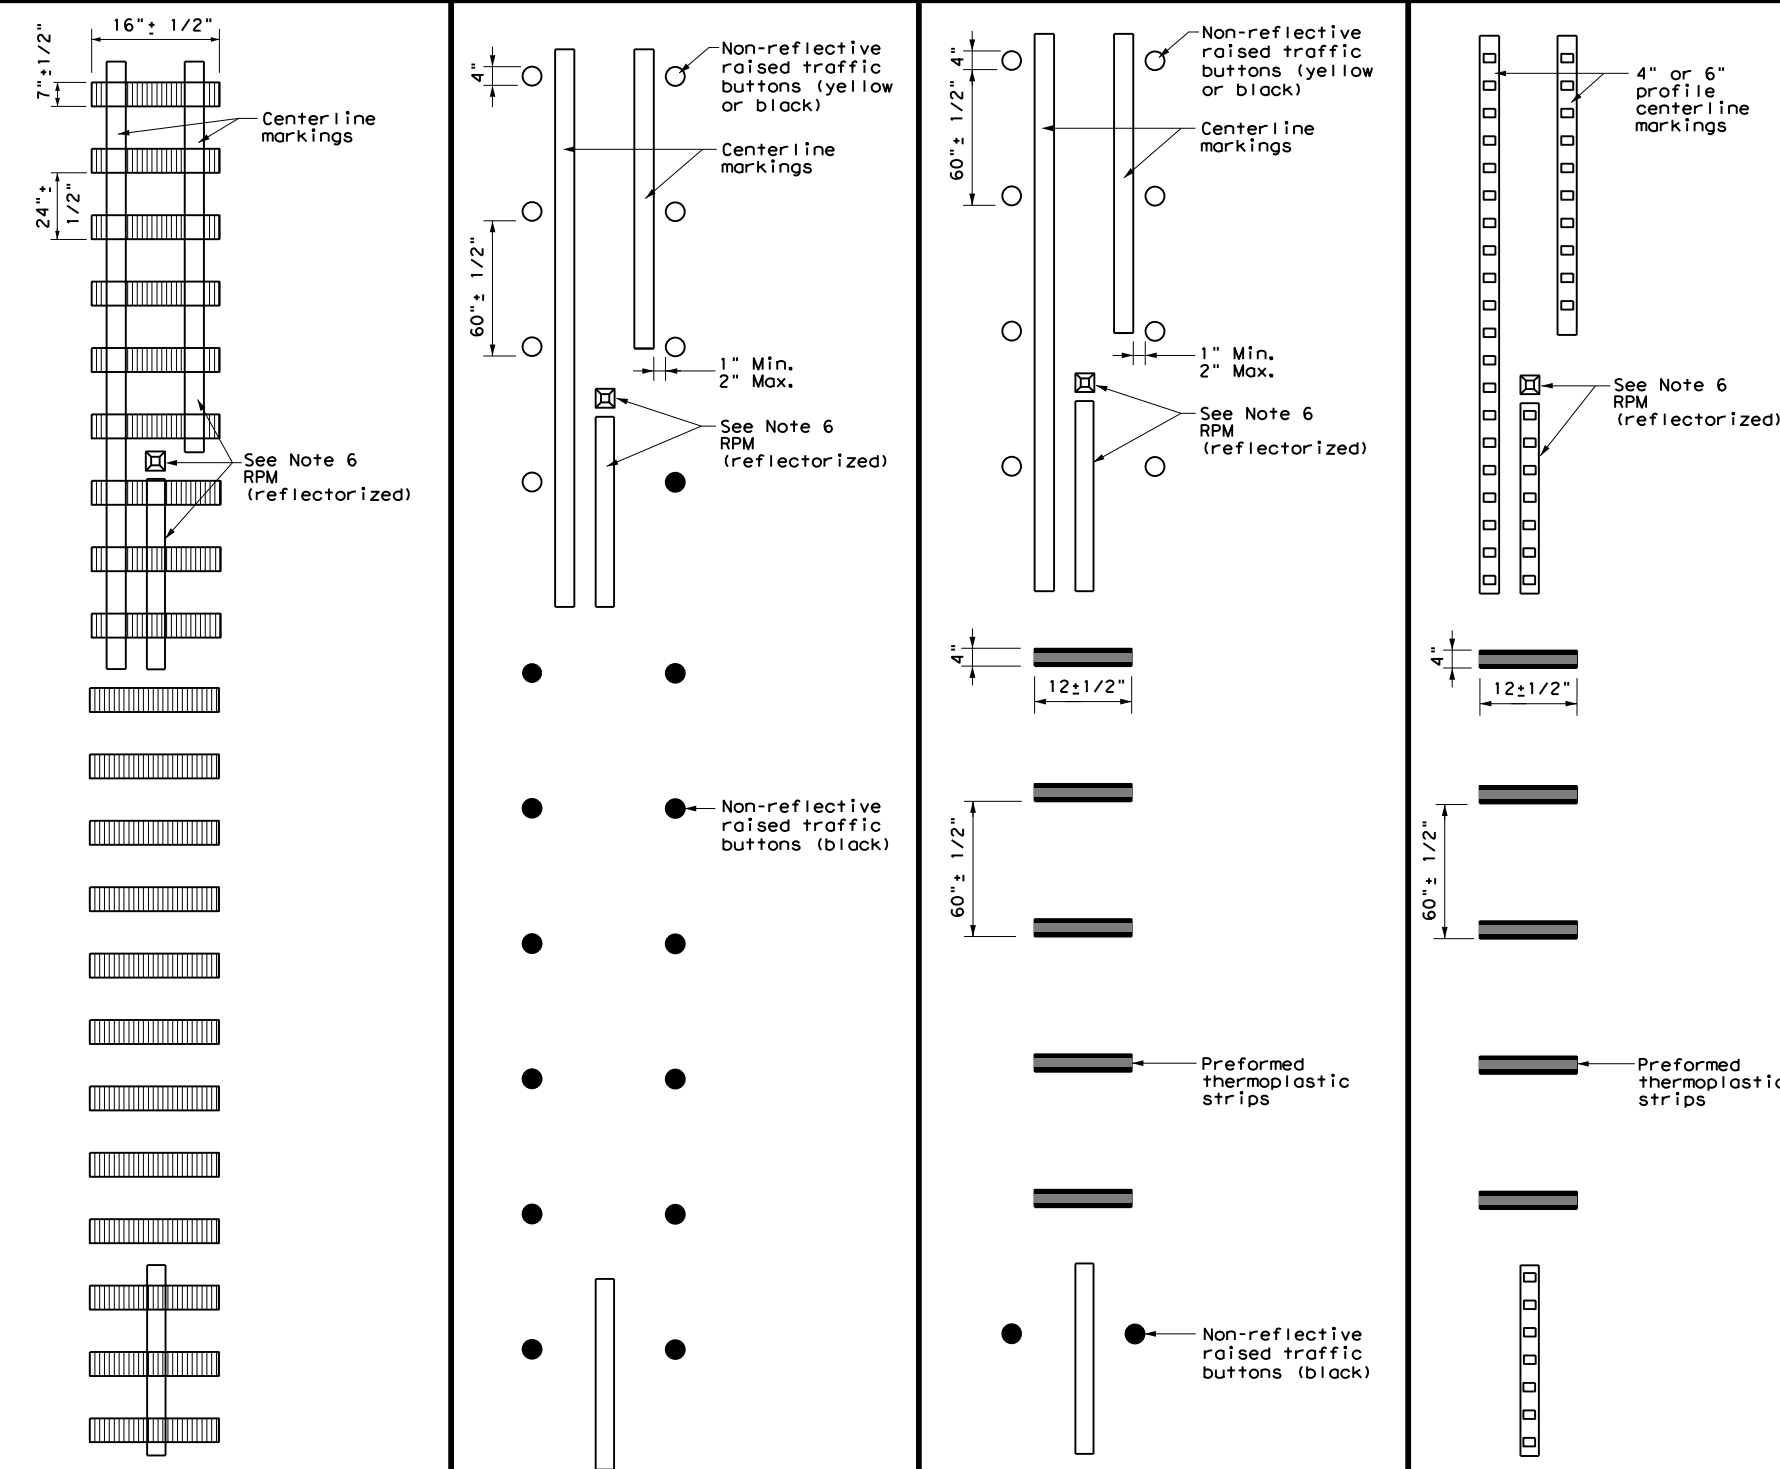 16"± 1/2"
7"±1/2"
Centerline
markings
24"±
1/2"
See Note 6
RPM
(reflectorized)
4"
Non-reflective
raised traffic
buttons (yellow
or black)
Centerline
markings
60"± 1/2"
1" Min.
2" Max.
See Note 6
RPM
(reflectorized)
Non-reflective
raised traffic
buttons (black)
4"
Non-reflective
raised traffic
buttons (yellow
or black)
60"± 1/2"
Centerline
markings
1" Min.
2" Max.
See Note 6
RPM
(reflectorized)
4"
12±1/2"
60"± 1/2"
Preformed
thermoplastic
strips
Non-reflective
raised traffic
buttons (black)
4" or 6"
profile
centerline
markings
See Note 6
RPM
(reflectorized)
4"
12±1/2"
60"± 1/2"
Preformed
thermoplastic
strips